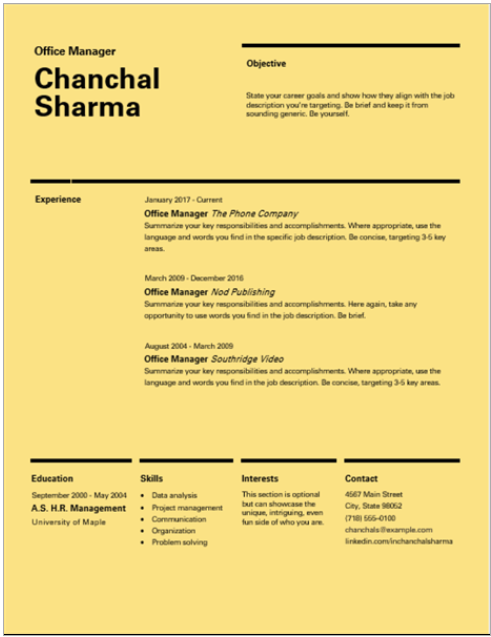 Office Manager
Chanchal
Sharma
Objective
State your career goals and show how they align with the job
description you're targeting. Be brief and keep it from
sounding generic. Be yourself.
Experience
January 2017 - Current
Office Manager The Phone Company
Summarize your key responsibilities and accomplishments. Where appropriate, use the
language and words you find in the specific job description. Be concise, targeting 3-5 key
areas.
March 2009 - December 2016
Office Manager Nod Publishing
Summarize your key responsibilities and accomplishments. Here again, take any
opportunity to use words you find in the job description. Be brief.
August 2004 - March 2009
Office Manager Southridge Video
Summarize your key responsibilities and accomplishments. Where appropriate, use the
language and words you find in the job description. Be concise, targeting 3-5 key areas.
Education
September 2000 - May 2004
A.S. H.R. Management
University of Maple
Skills
• Data analysis
• Project management
• Communication
• Organization
• Problem solving
Interests
This section is optional
but can showcase the
unique, intriguing, even
fun side of who you are.
Contact
4567 Main Street
City, State 98052
(718) 555–0100
chanchals@example.com
linkedin.com/inchanchalsharma